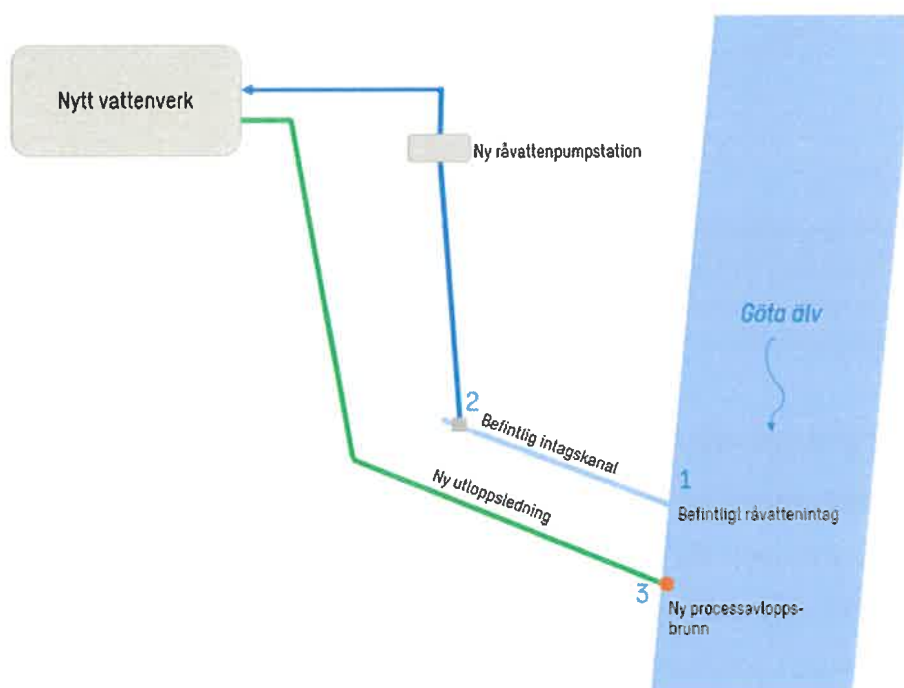 Nytt vattenverk
Ny råvattenpumpstation
Göta älv
2
Befintlig intagskanal
1
Befintligt råvattenintag
Ny utloppsledning
3
Ny processavlopps-
brunn